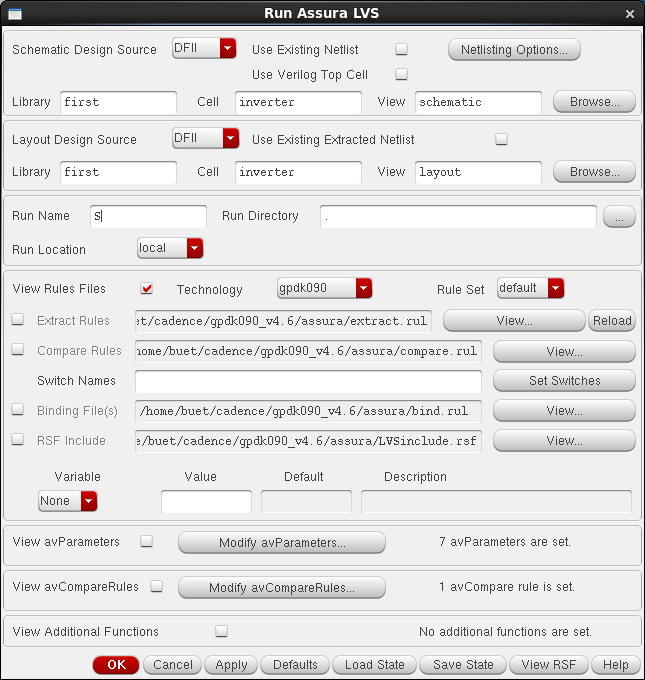 Run Assura LVS
Schematic Design Source DFII Use Existing Netlist Netlisting Options...
Use Verilog Top Cell
Library first Cell inverter View schematic Browse...
Layout Design Source DFII Use Existing Extracted Netlist
Library first Cell inverter View layout Browse...
Run Name S Run Directory . ...
Run Location local
View Rules Files Technology gpdk090 Rule Set default
Extract Rules et/cadence/gpdk090_v4.6/assura/extract.rul View... Reload
Compare Rules home/buet/cadence/gpdk090_v4.6/assura/compare.rul View...
Switch Names Set Switches
Binding File(s) /home/buet/cadence/gpdk090_v4.6/assura/bind.rul View...
RSF Include e/buet/cadence/gpdk090_v4.6/assura/LVSinclude.rsf View...
Variable Value Default Description
None
View avParameters Modify avParameters... 7 avParameters are set.
View avCompareRules Modify avCompareRules... 1 avCompare rule is set.
View Additional Functions No additional functions are set.
OK Cancel Apply Defaults Load State Save State View RSF Help